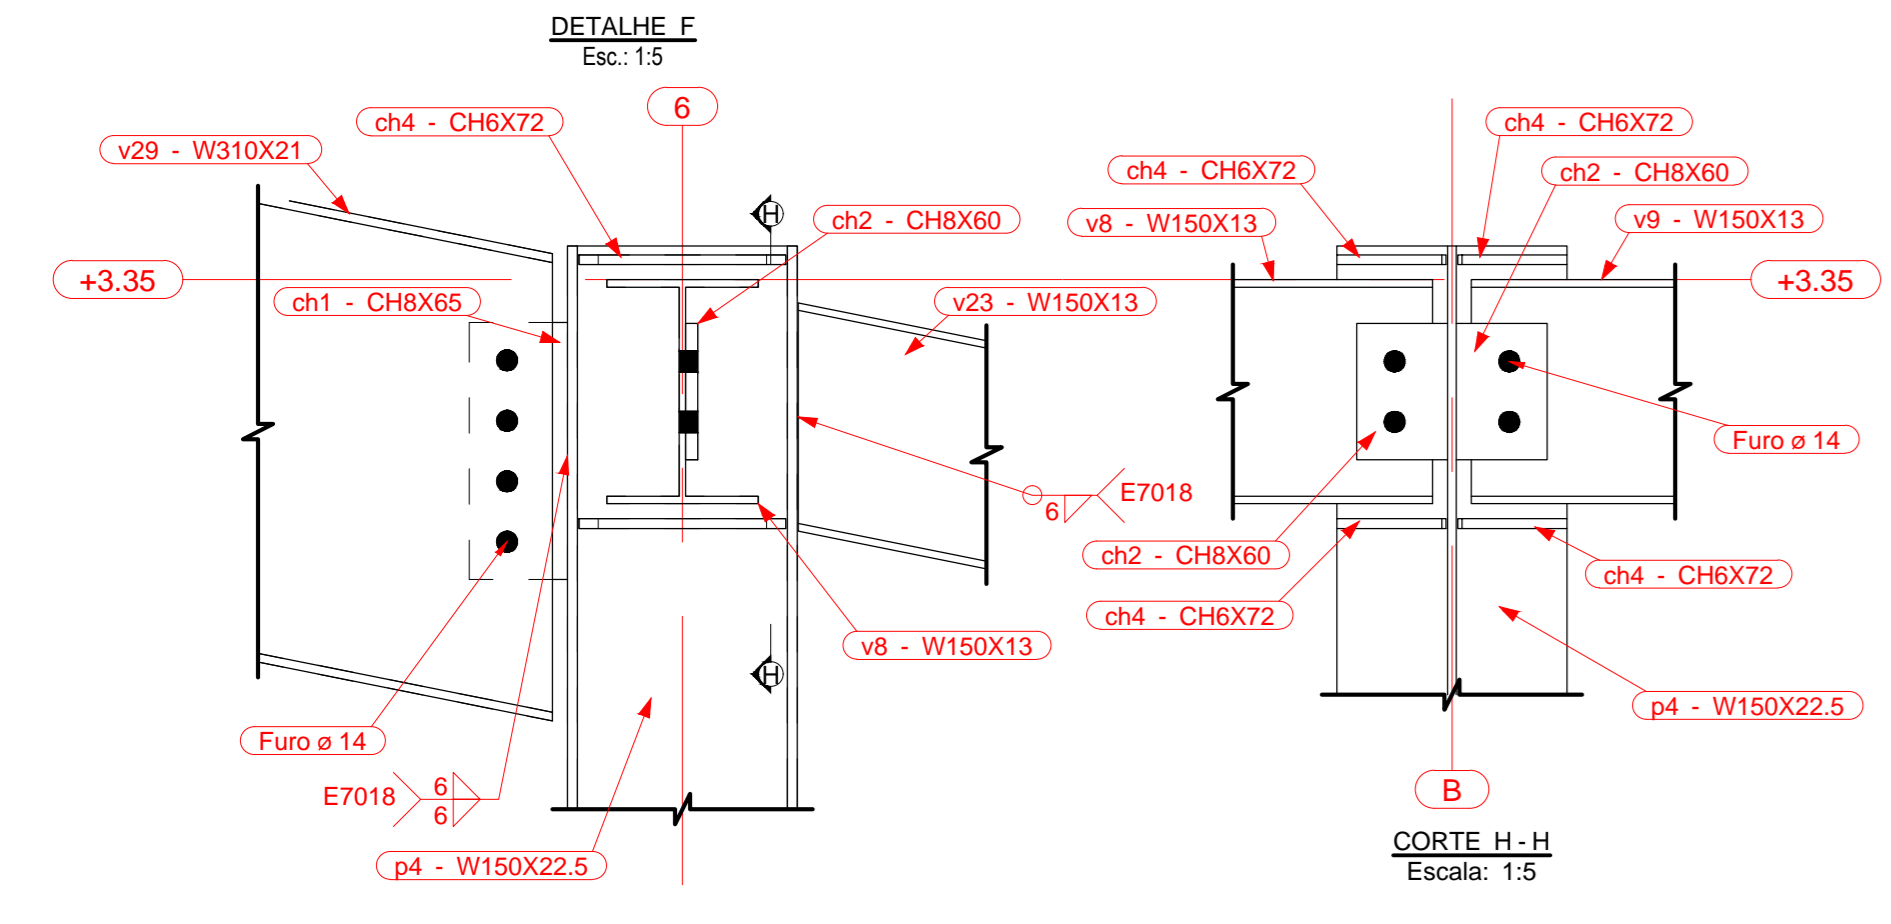 DETALHE F
Esc.: 1:5
6
ch4 - CH6X72
v29 - W310X21
H
ch2 - CH8X60
+3.35
ch1 - CH8X65
v23 - W150X13
E7018
6
v8 - W150X13
H
Furo ø 14
E7018
6
6
p4 - W150X22.5
ch4 - CH6X72
ch4 - CH6X72
ch2 - CH8X60
v8 - W150X13
v9 - W150X13
+3.35
Furo ø 14
ch2 - CH8X60
ch4 - CH6X72
ch4 - CH6X72
p4 - W150X22.5
B
CORTE H - H
Escala: 1:5